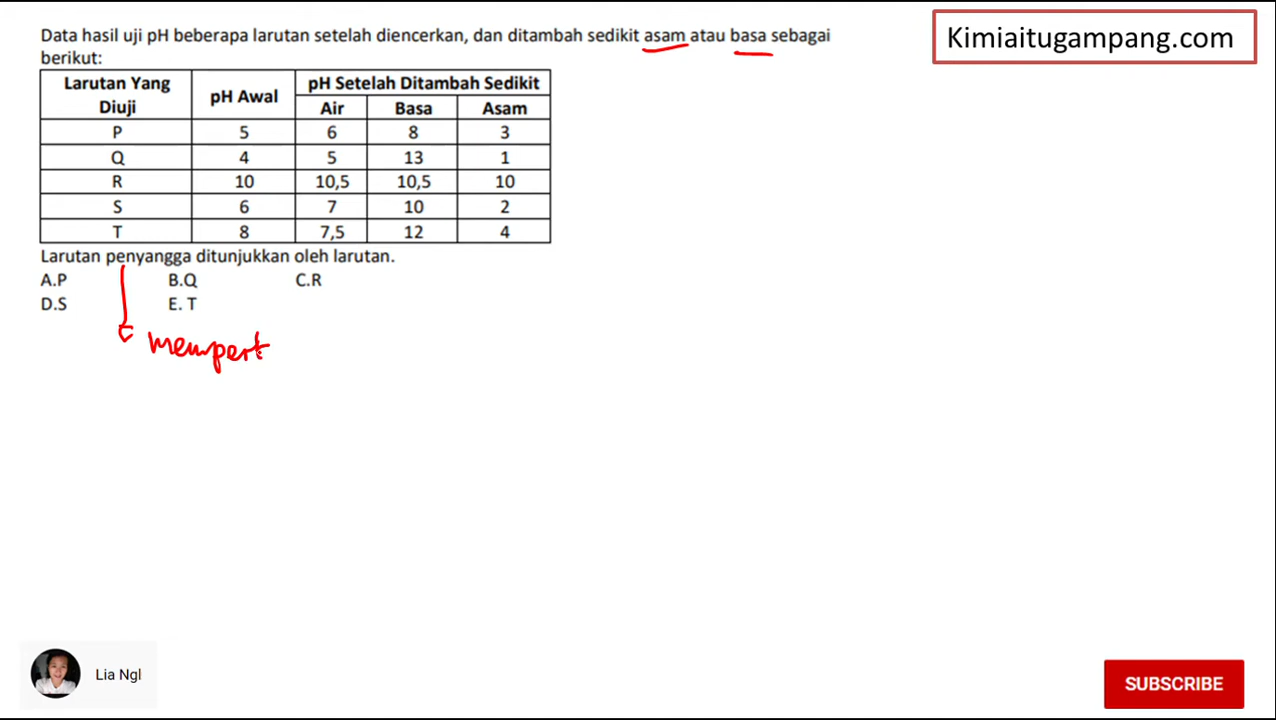 Data hasil uji pH beberapa larutan setelah diencerkan, dan ditambah sedikit asam atau basa sebagai
berikut:
Kimiaitugampang.com
Larutan Yang Diuji pH Awal pH Setelah Ditambah Sedikit
Air Basa Asam
P 5 6 8 3
Q 4 5 13 1
R 10 10,5 10,5 10
S 6 7 10 2
T 8 7,5 12 4
Larutan penyangga ditunjukkan oleh larutan.
A.P B.Q C.R
D.S E. T
mempert
Lia Ngl
SUBSCRIBE